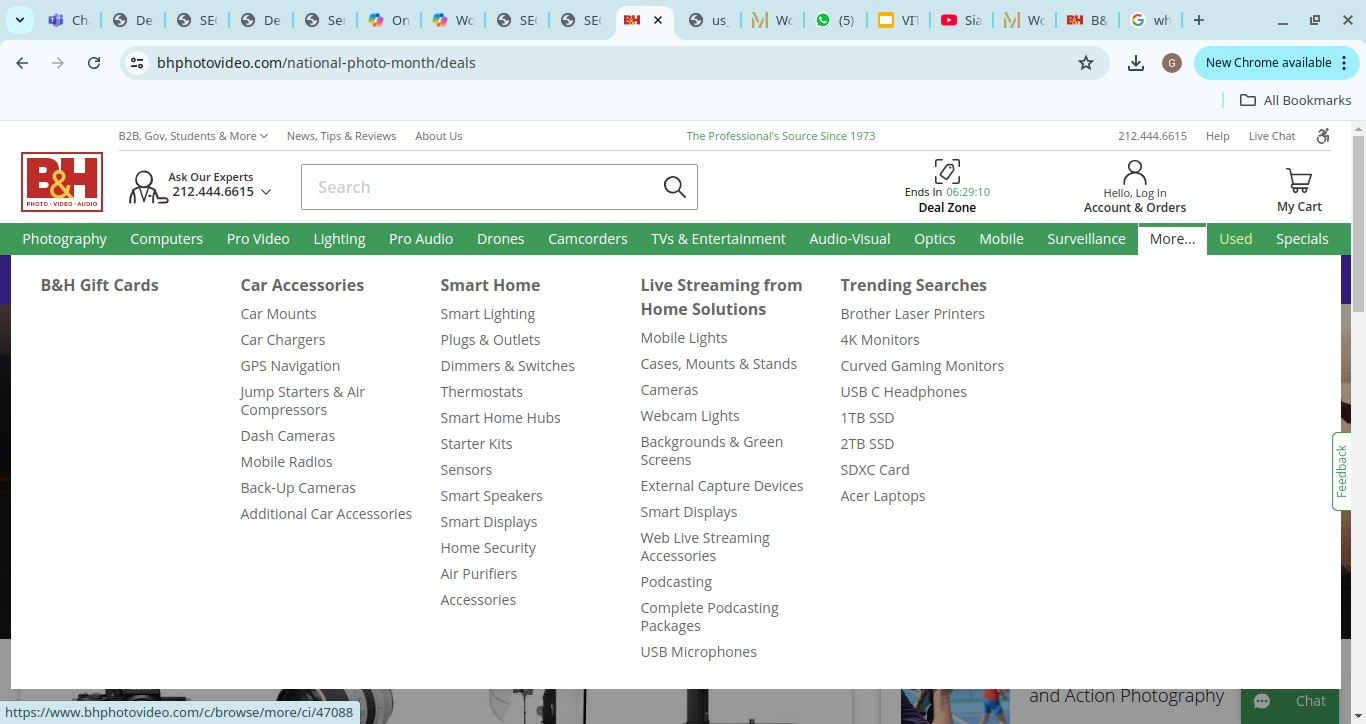 Ch
De
SEC
De
Ser
On
Wo
SEC
SEC
us_
Wo
(5)
VIT
Sia
Wo
B&
wh
bhphotovideo.com/national-photo-month/deals
G
New Chrome available
All Bookmarks
B2B, Gov, Students & More
News, Tips & Reviews
About Us
The Professional's Source Since 1973
212.444.6615
Help
Live Chat
B&H
PHOTO · VIDEO · AUDIO
Ask Our Experts
212.444.6615
Search
Ends In 06:29:10
Deal Zone
Hello, Log In
Account & Orders
My Cart
Photography
Computers
Pro Video
Lighting
Pro Audio
Drones
Camcorders
TVs & Entertainment
Audio-Visual
Optics
Mobile
Surveillance
More...
Used
Specials
B&H Gift Cards
Car Accessories
Car Mounts
Car Chargers
GPS Navigation
Jump Starters & Air
Compressors
Dash Cameras
Mobile Radios
Back-Up Cameras
Additional Car Accessories
Smart Home
Smart Lighting
Plugs & Outlets
Dimmers & Switches
Thermostats
Smart Home Hubs
Starter Kits
Sensors
Smart Speakers
Smart Displays
Home Security
Air Purifiers
Accessories
Live Streaming from
Home Solutions
Mobile Lights
Cases, Mounts & Stands
Cameras
Webcam Lights
Backgrounds & Green
Screens
External Capture Devices
Smart Displays
Web Live Streaming
Accessories
Podcasting
Complete Podcasting
Packages
USB Microphones
Trending Searches
Brother Laser Printers
4K Monitors
Curved Gaming Monitors
USB C Headphones
1TB SSD
2TB SSD
SDXC Card
Acer Laptops
Feedback
and Action Photography
Chat
https://www.bhphotovideo.com/c/browse/more/ci/47088